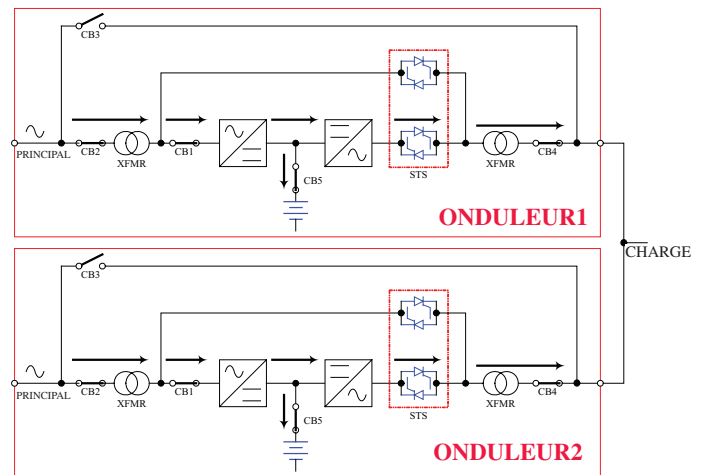 CB3
PRINCIPAL
CB2
XFMR
CB1
CB5
STS
XFMR
CB4
ONDULEUR1
CHARGE
CB3
PRINCIPAL
CB2
XFMR
CB1
CB5
STS
XFMR
CB4
ONDULEUR2